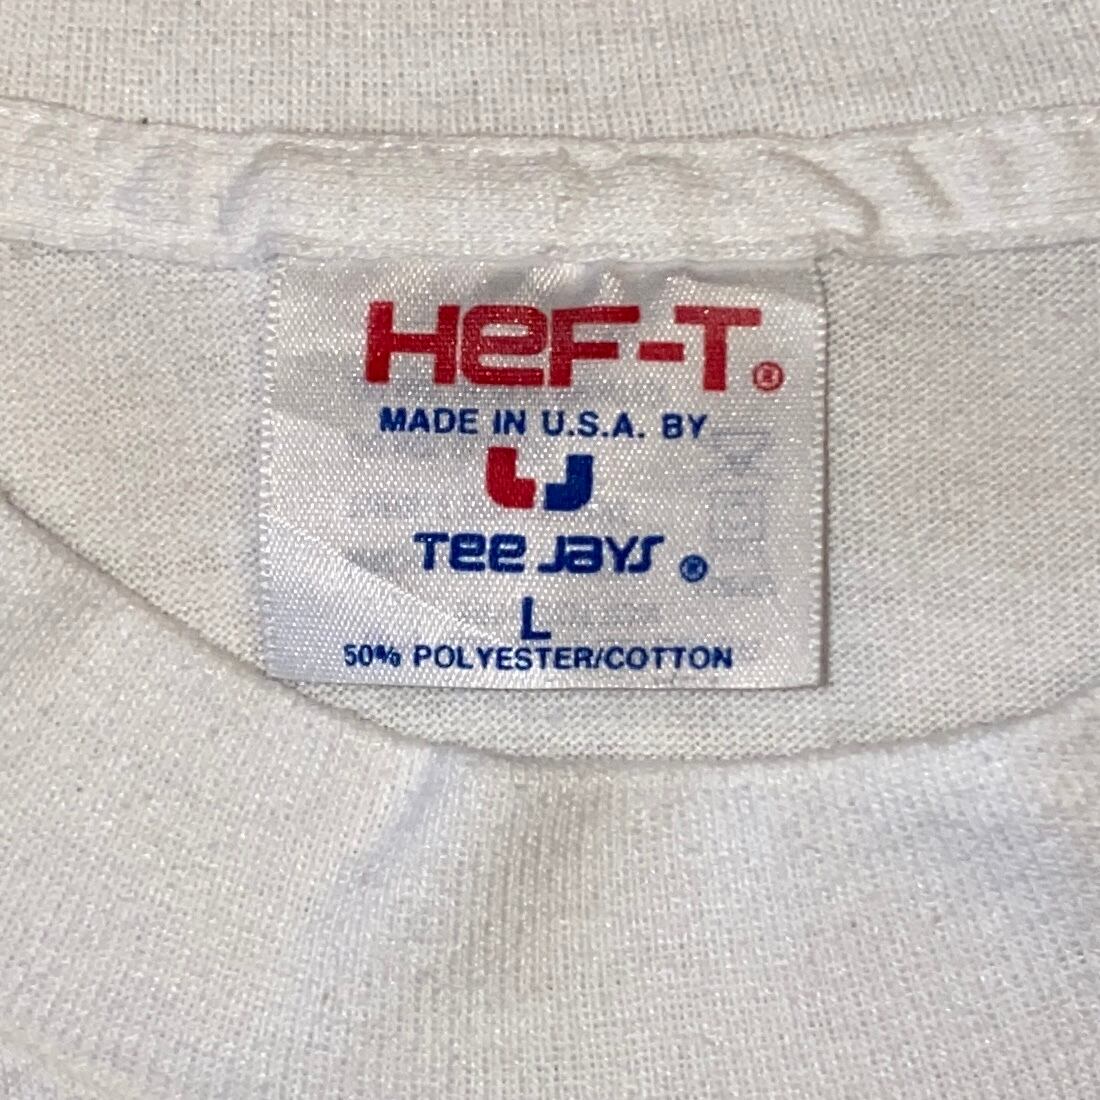 HeF-T®
MADE IN U.S.A. BY
TEE JAYS ®
L
50% POLYESTER/COTTON